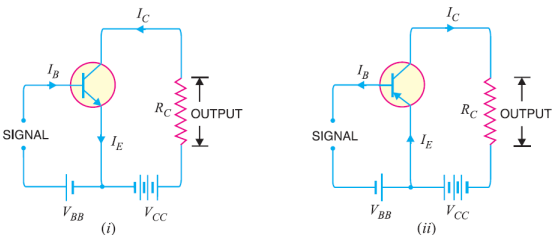 I_C
I_B
SIGNAL
R_C
OUTPUT
I_E
V_BB
V_CC
(i)
I_C
I_B
SIGNAL
R_C
OUTPUT
I_E
V_BB
V_CC
(ii)